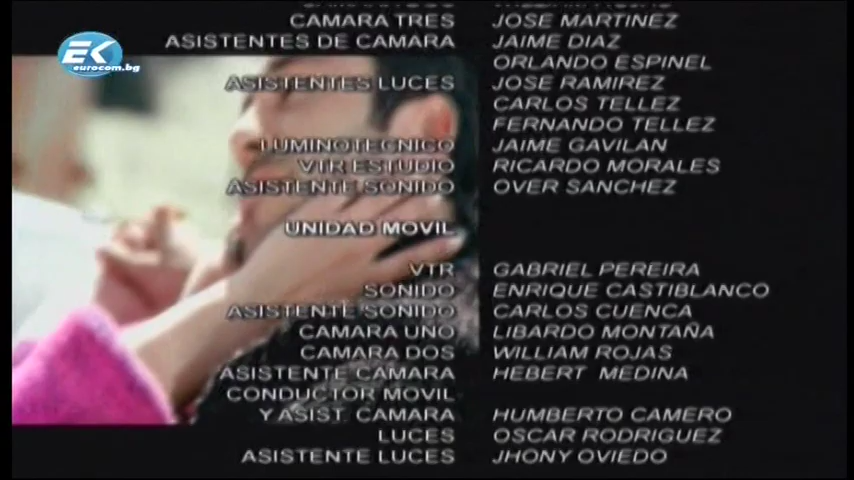 CAMARA TRES JOSE MARTINEZ
ASISTENTES DE CAMARA JAIME DIAZ
EK
eurocom.bg
ORLANDO ESPINEL
ASISTENTES LUCES JOSE RAMIREZ
CARLOS TELLEZ
FERNANDO TELLEZ
LUMINOTECNICO JAIME GAVILAN
VTR ESTUDIO RICARDO MORALES
ASISTENTE SONIDO OVER SANCHEZ
UNIDAD MOVIL
VTR GABRIEL PEREIRA
SONIDO ENRIQUE CASTIBLANCO
ASISTENTE SONIDO CARLOS CUENCA
CAMARA UNO LIBARDO MONTAÑA
CAMARA DOS WILLIAM ROJAS
ASISTENTE CAMARA HEBERT MEDINA
CONDUCTOR MOVIL
Y ASIST. CAMARA HUMBERTO CAMERO
LUCES OSCAR RODRIGUEZ
ASISTENTE LUCES JHONY OVIEDO